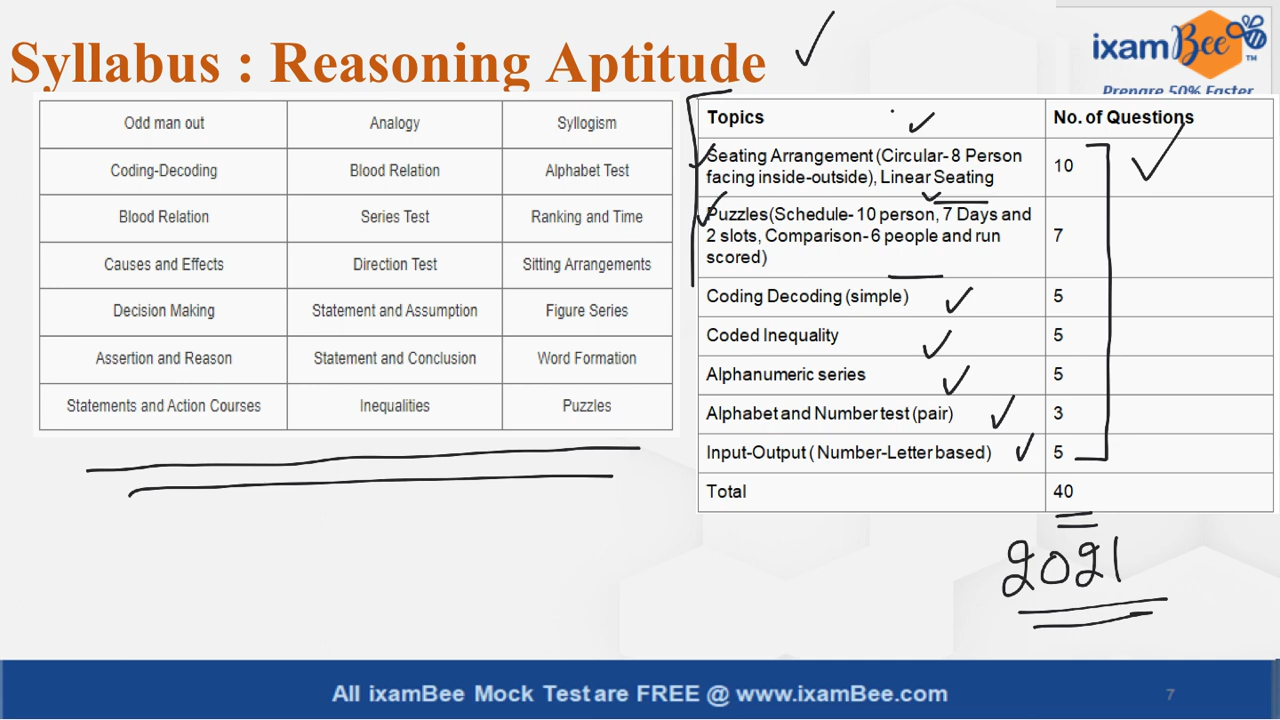 Syllabus : Reasoning Aptitude
ixamBee
TM
Prepare 50% Faster
Odd man out Analogy Syllogism
Coding-Decoding Blood Relation Alphabet Test
Blood Relation Series Test Ranking and Time
Causes and Effects Direction Test Sitting Arrangements
Decision Making Statement and Assumption Figure Series
Assertion and Reason Statement and Conclusion Word Formation
Statements and Action Courses Inequalities Puzzles
Topics No. of Questions
Seating Arrangement (Circular- 8 Person
facing inside-outside), Linear Seating 10
Puzzles(Schedule- 10 person, 7 Days and
2 slots, Comparison- 6 people and run 7
scored)
Coding Decoding (simple) 5
Coded Inequality 5
Alphanumeric series 5
Alphabet and Number test (pair) 3
Input-Output ( Number-Letter based) 5
Total 40
2021
All ixamBee Mock Test are FREE @ www.ixamBee.com 7